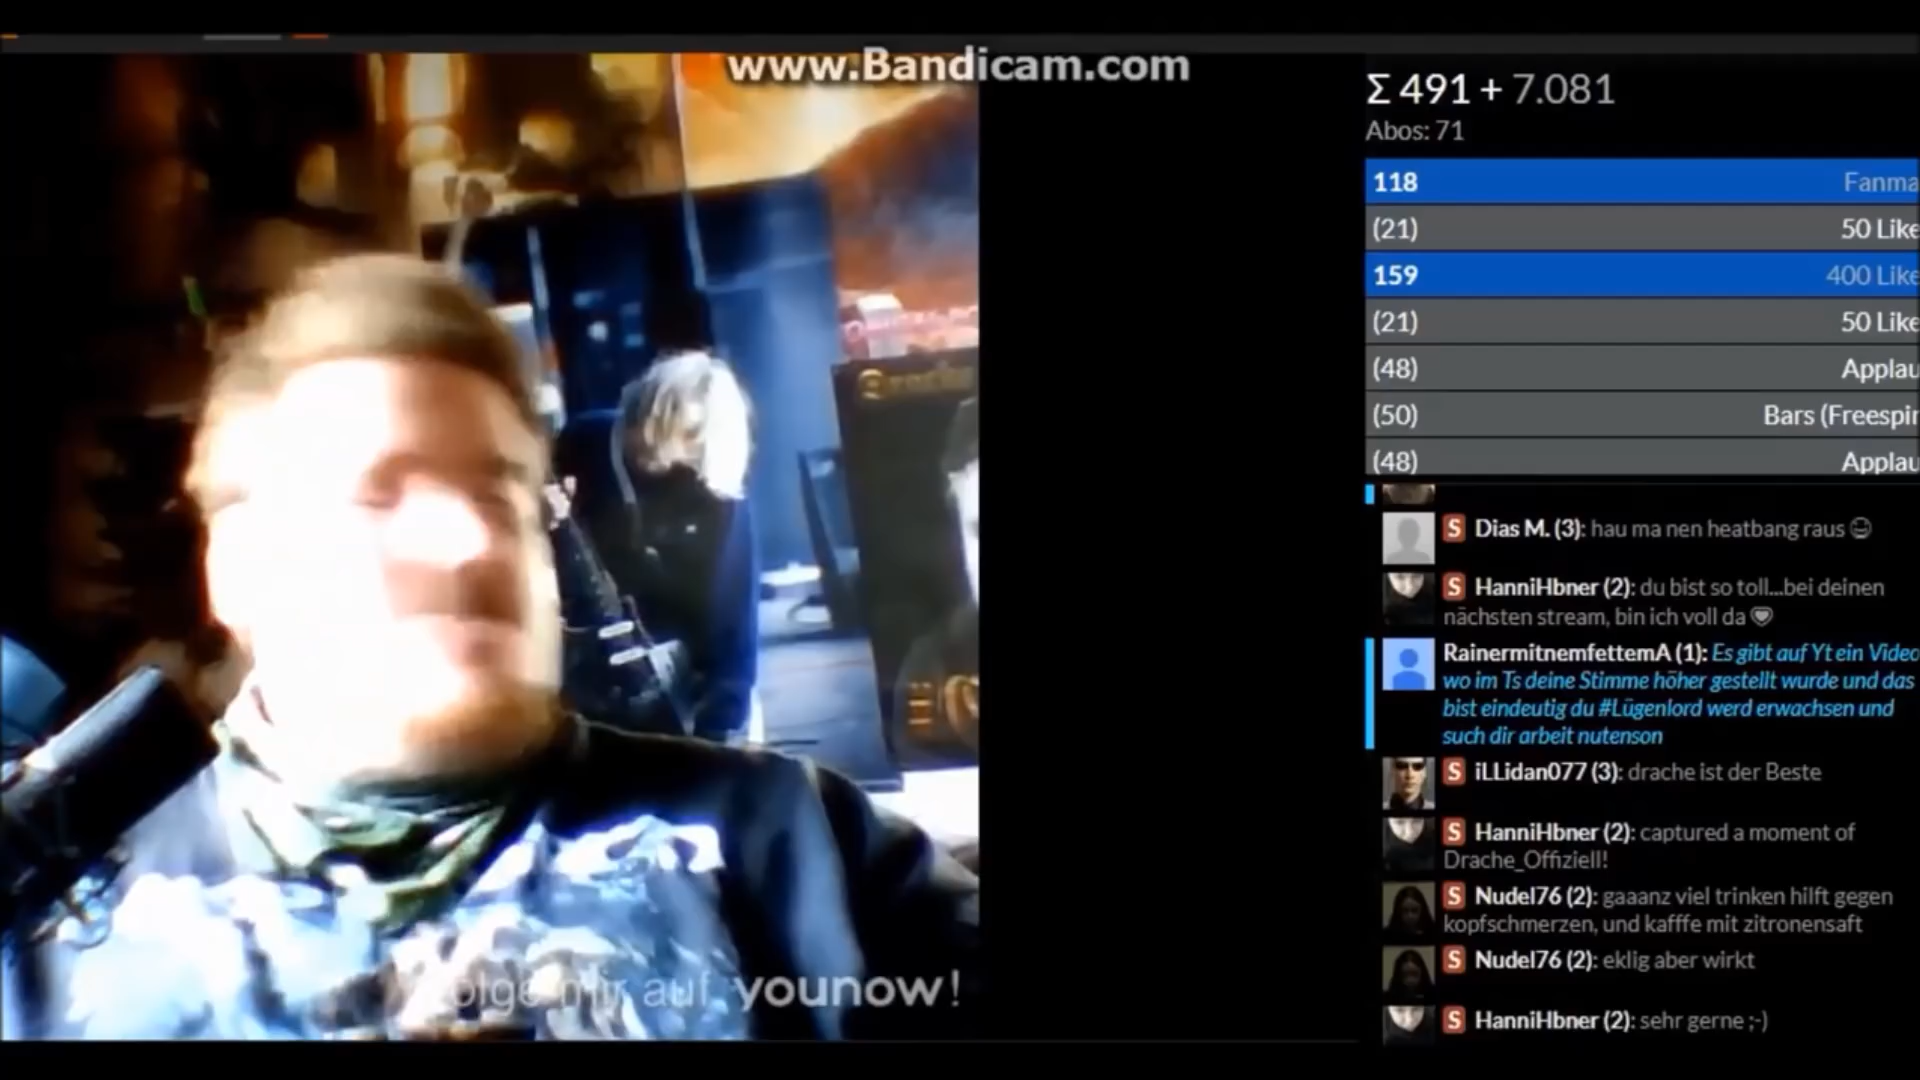 www.Bandicam.com
Σ 491 + 7.081
Abos: 71
118 Fanma
(21) 50 Like
159 400 Like
(21) 50 Like
(48) Applau
(50) Bars (Freespin
(48) Applau
S Dias M. (3): hau ma nen heatbang raus
S HanniHbner (2): du bist so toll...bei deinen
nächsten stream, bin ich voll da
RainermitnemfettemA (1): Es gibt auf Yt ein Video
wo im Ts deine Stimme höher gestellt wurde und das
bist eindeutig du #Lügenlord werd erwachsen und
such dir arbeit nutenson
S iLLidan077 (3): drache ist der Beste
S HanniHbner (2): captured a moment of
Drache_Offiziell!
S Nudel76 (2): gaaanz viel trinken hilft gegen
kopfschmerzen, und kafffe mit zitronensaft
S Nudel76 (2): eklig aber wirkt
S HanniHbner (2): sehr gerne ;-)
olge mir auf younow!